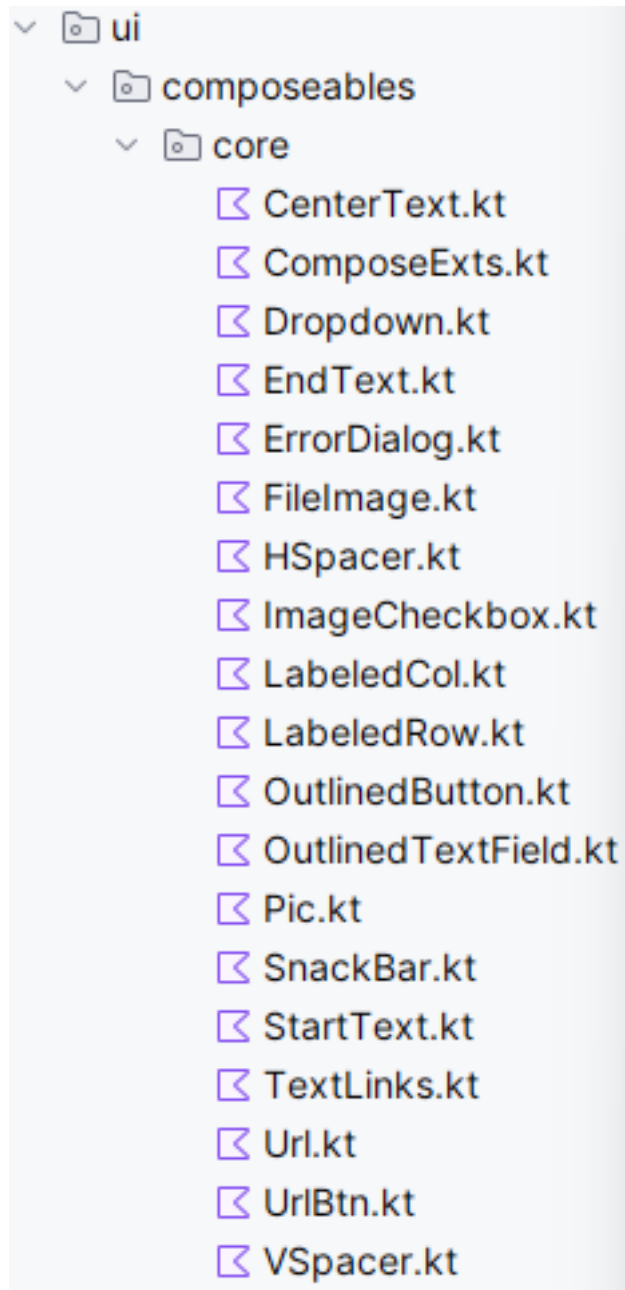 ui
composeables
core
CenterText.kt
ComposeExts.kt
Dropdown.kt
EndText.kt
ErrorDialog.kt
FileImage.kt
HSpacer.kt
ImageCheckbox.kt
LabeledCol.kt
LabeledRow.kt
OutlinedButton.kt
OutlinedTextField.kt
Pic.kt
SnackBar.kt
StartText.kt
TextLinks.kt
Url.kt
UrlBtn.kt
VSpacer.kt